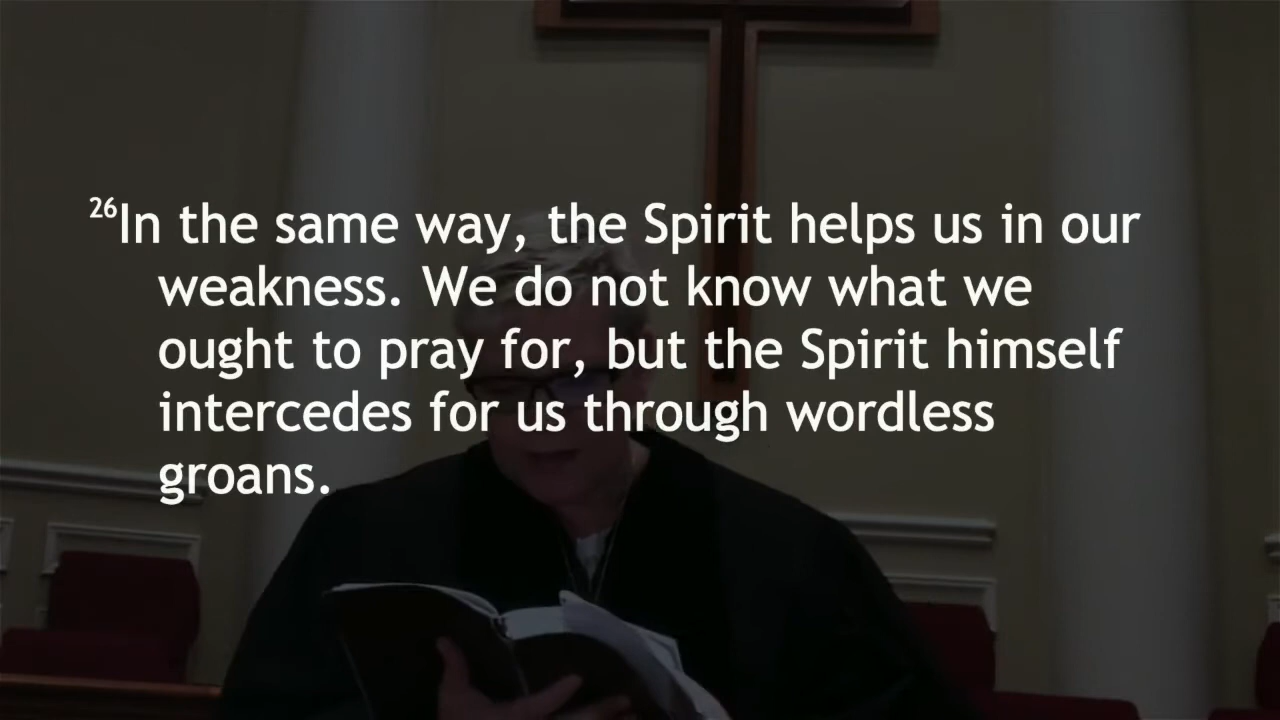 26In the same way, the Spirit helps us in our
weakness. We do not know what we
ought to pray for, but the Spirit himself
intercedes for us through wordless
groans.